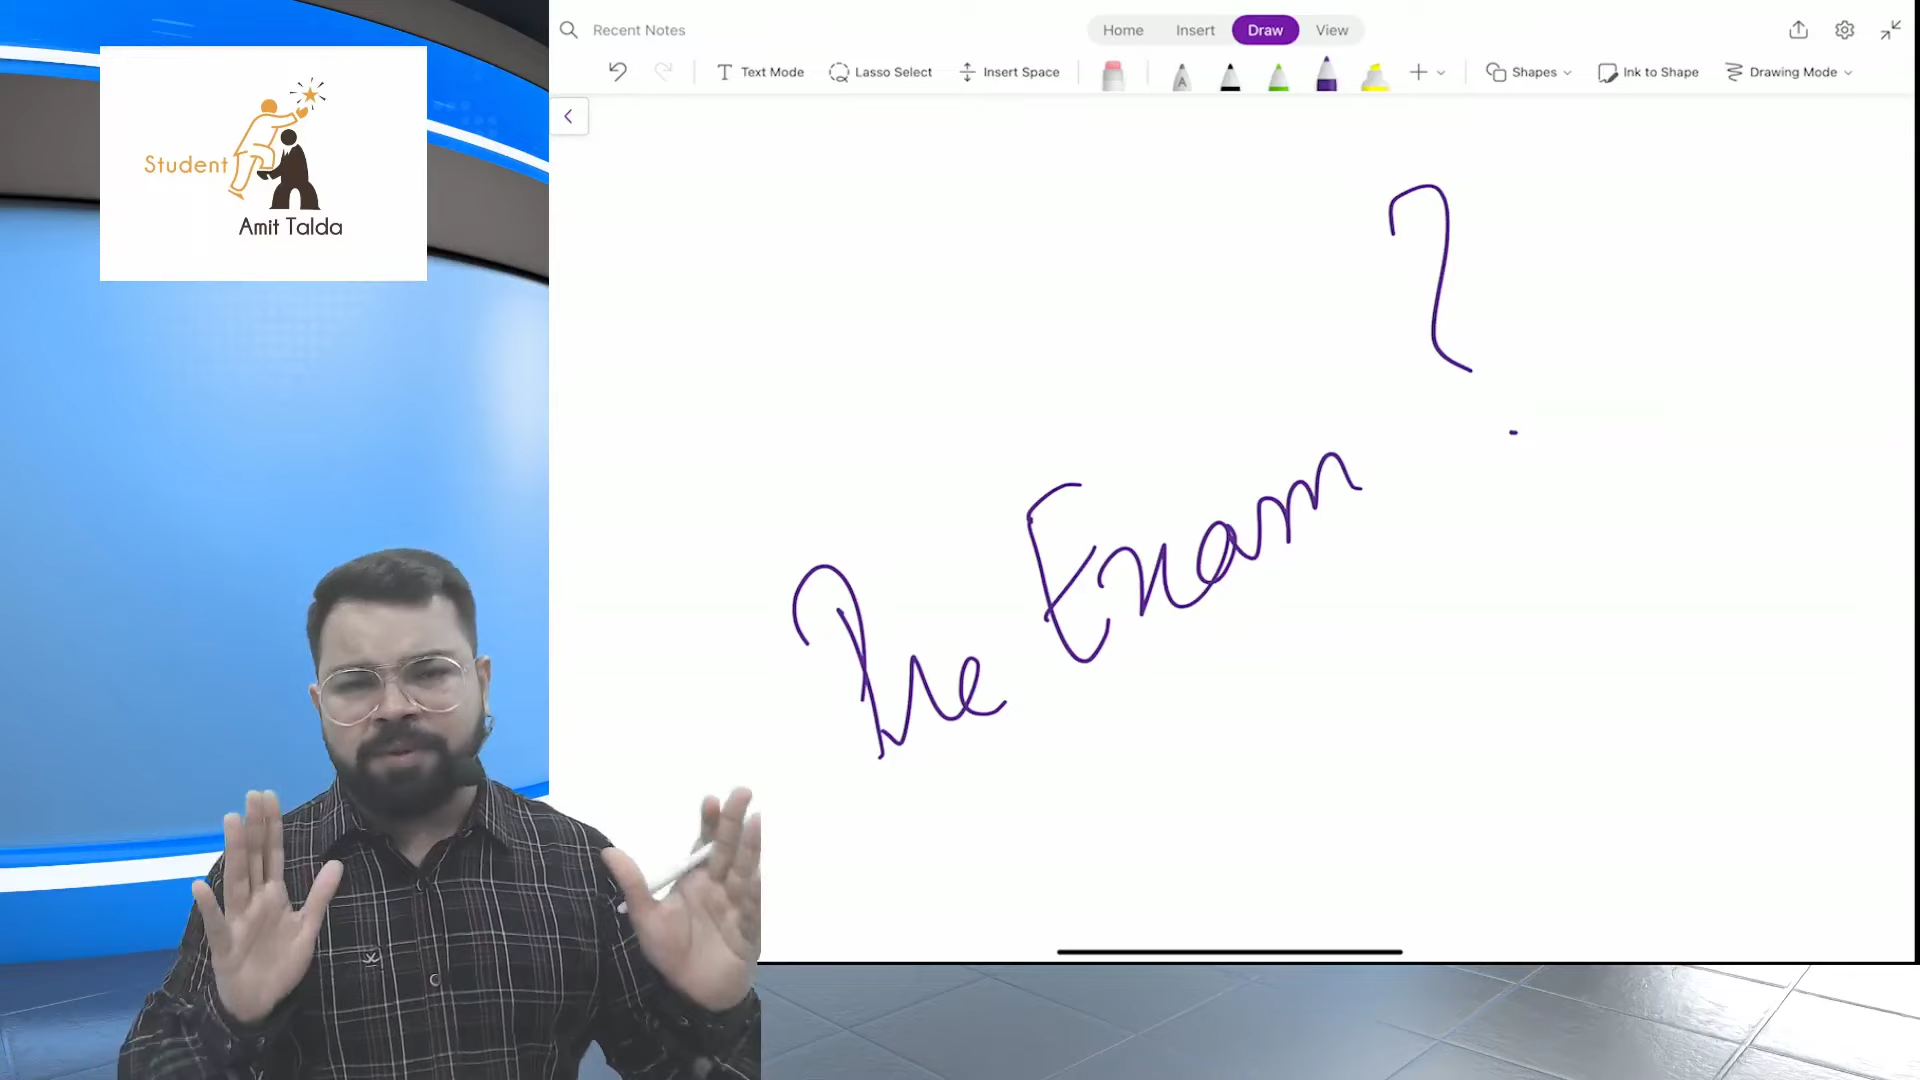 Recent Notes
Home Insert Draw View
Text Mode Lasso Select Insert Space A Shapes Ink to Shape Drawing Mode
Student
Amit Talda
?
Pre Exam